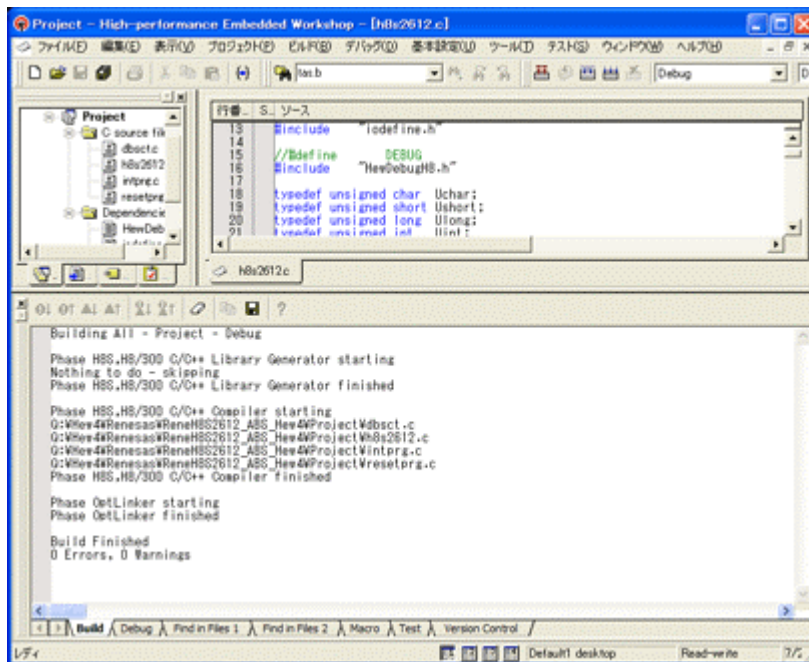 Project - High-performance Embedded Workshop - [h8s2612.c]
ファイル(F) 編集(E) 表示(V) プロジェクト(P) ビルド(B) デバッグ(D) 基本設定(U) ツール(T) テスト(S) ウィンドウ(W) ヘルプ(H)
tas.b
Debug
D
Project
C source file
dbsct.c
h8s2612
intprg.c
resetprg.
Dependencie
HewDeb
行番.. S.. ソース
13 #include "iodefine.h"
14
15 //#define DEBUG
16 #include "HewDebugH8.h"
17
18 typedef unsigned char Uchar;
19 typedef unsigned short Ushort;
20 typedef unsigned long Ulong;
21 typedef unsigned int Uint;
h8s2612.c
Building All - Project - Debug
Phase H8S,H8/300 C/C++ Library Generator starting
Nothing to do - skipping
Phase H8S,H8/300 C/C++ Library Generator finished
Phase H8S,H8/300 C/C++ Compiler starting
G:¥Hew4¥Renesas¥ReneH8S2612_ABS_Hew4¥Project¥dbsct.c
G:¥Hew4¥Renesas¥ReneH8S2612_ABS_Hew4¥Project¥h8s2612.c
G:¥Hew4¥Renesas¥ReneH8S2612_ABS_Hew4¥Project¥intprg.c
G:¥Hew4¥Renesas¥ReneH8S2612_ABS_Hew4¥Project¥resetprg.c
Phase H8S,H8/300 C/C++ Compiler finished
Phase OptLinker starting
Phase OptLinker finished
Build Finished
0 Errors, 0 Warnings
Build Debug Find in Files 1 Find in Files 2 Macro Test Version Control
レディ Default1 desktop Read-write 7/2